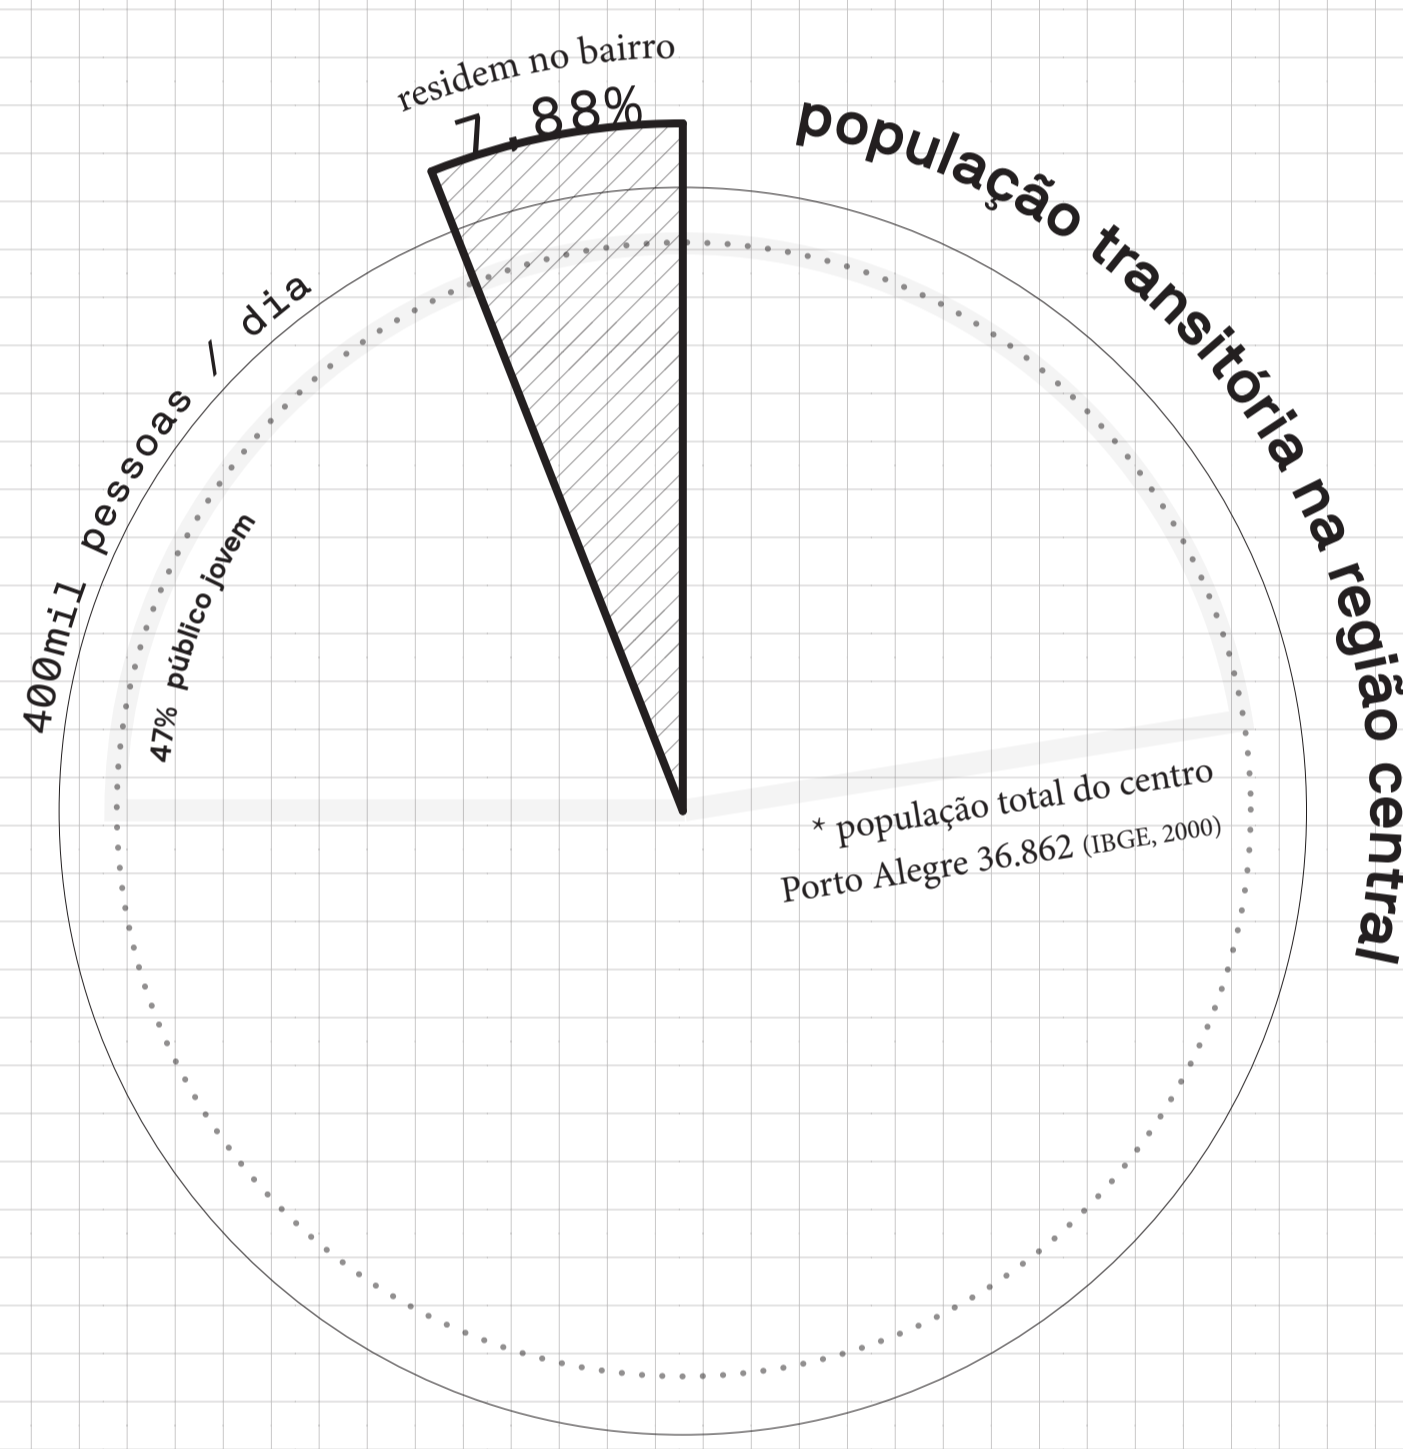 residem no bairro
7,88%
população transitória na região central
400mil pessoas / dia
47% público jovem
* população total do centro
Porto Alegre 36.862 (IBGE, 2000)